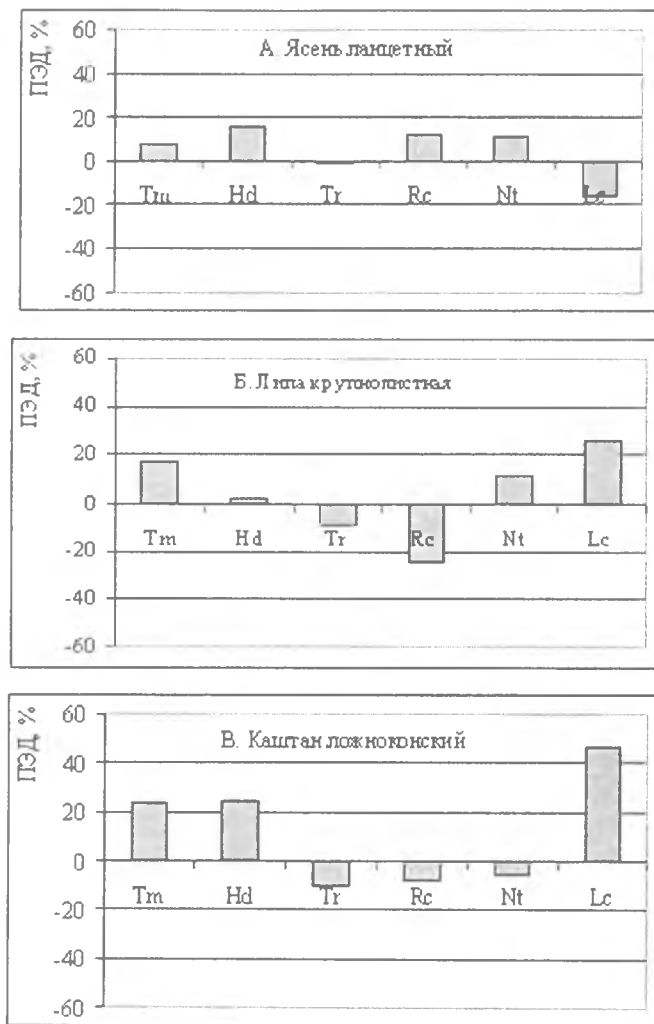 ПЭД, %
60
А. Ясень ланцетный
40
20
0
Tm Hd Tr Rc Nt Lc
-20
-40
-60
ПЭД, %
60
Б. Липа крупнолистная
40
20
0
Tm Hd Tr Rc Nt Lc
-20
-40
-60
ПЭД, %
60
В. Каштан ложноконский
40
20
0
Tm Hd Tr Rc Nt Lc
-20
-40
-60